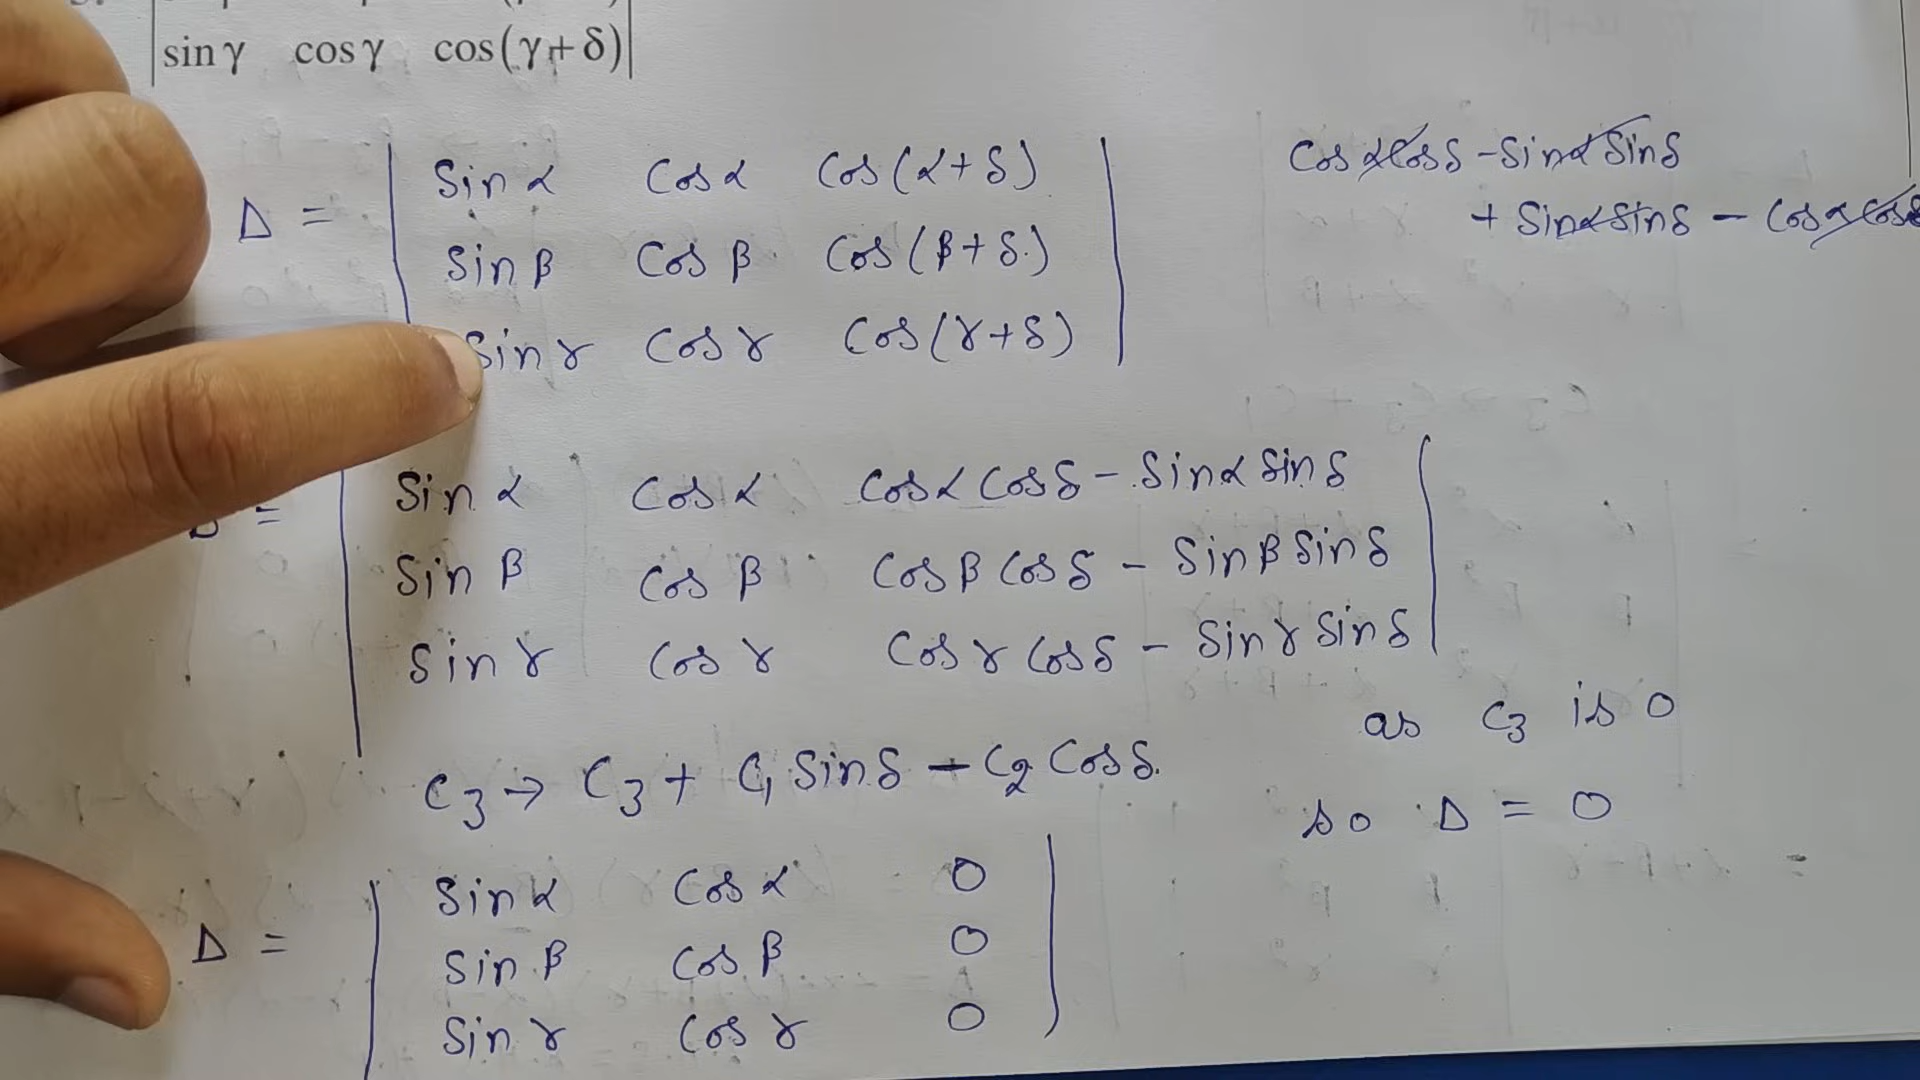 sin γ cos γ cos(γ + δ)
Δ = | Sin α Cos α Cos(α + δ) |
Sin β Cos β Cos(β + δ)
Sin γ Cos γ Cos(γ + δ)
Cos α Cos δ - Sin α Sin δ
+ Sin α Sin δ - Cos α Cos δ
Δ = | Sin α Cos α Cos α Cos δ - Sin α Sin δ |
Sin β Cos β Cos β Cos δ - Sin β Sin δ
Sin γ Cos γ Cos γ Cos δ - Sin γ Sin δ
C₃ → C₃ + C₁ Sin δ - C₂ Cos δ.
as C₃ is 0
so Δ = 0
Δ = | Sin α Cos α 0 |
Sin β Cos β 0
Sin γ Cos γ 0